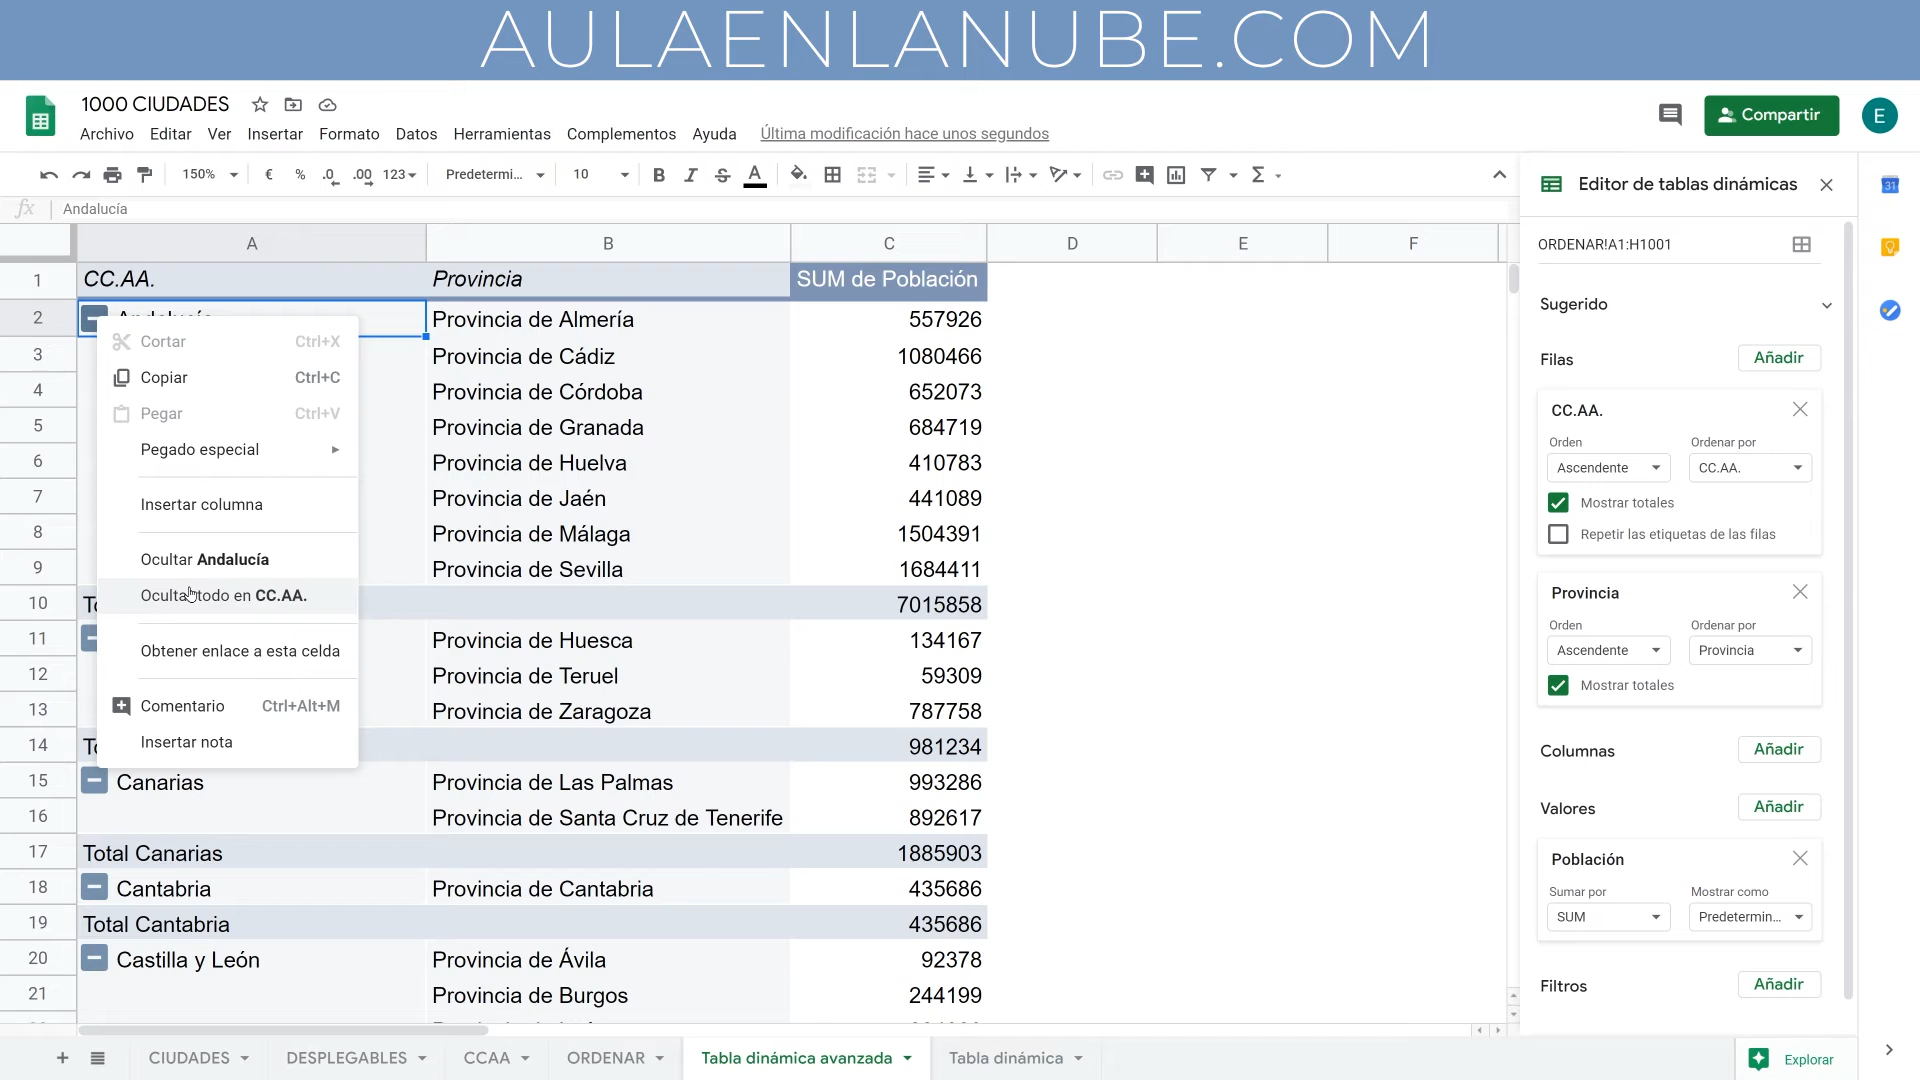 AULAENLANUBE.COM
1000 CIUDADES
Archivo Editar Ver Insertar Formato Datos Herramientas Complementos Ayuda Última modificación hace unos segundos
Compartir
E
150% € % .0 .00 123 Predetermi... 10 B I S A Σ
fx Andalucía
Editor de tablas dinámicas
31
A B C D E F
ORDENAR!A1:H1001
1 CC.AA. Provincia SUM de Población
2 Provincia de Almería 557926
3 Provincia de Cádiz 1080466
4 Provincia de Córdoba 652073
5 Provincia de Granada 684719
6 Provincia de Huelva 410783
7 Provincia de Jaén 441089
8 Provincia de Málaga 1504391
9 Provincia de Sevilla 1684411
10 To 7015858
11 Provincia de Huesca 134167
12 Provincia de Teruel 59309
13 Provincia de Zaragoza 787758
14 To 981234
15 Canarias Provincia de Las Palmas 993286
16 Provincia de Santa Cruz de Tenerife 892617
17 Total Canarias 1885903
18 Cantabria Provincia de Cantabria 435686
19 Total Cantabria 435686
20 Castilla y León Provincia de Ávila 92378
21 Provincia de Burgos 244199
Cortar Ctrl+X
Copiar Ctrl+C
Pegar Ctrl+V
Pegado especial
Insertar columna
Ocultar Andalucía
Oculta todo en CC.AA.
Obtener enlace a esta celda
Comentario Ctrl+Alt+M
Insertar nota
Sugerido
Filas Añadir
CC.AA.
Orden Ordenar por
Ascendente CC.AA.
Mostrar totales
Repetir las etiquetas de las filas
Provincia
Orden Ordenar por
Ascendente Provincia
Mostrar totales
Columnas Añadir
Valores Añadir
Población
Sumar por Mostrar como
SUM Predetermin...
Filtros Añadir
CIUDADES DESPLEGABLES CCAA ORDENAR Tabla dinámica avanzada Tabla dinámica
Explorar